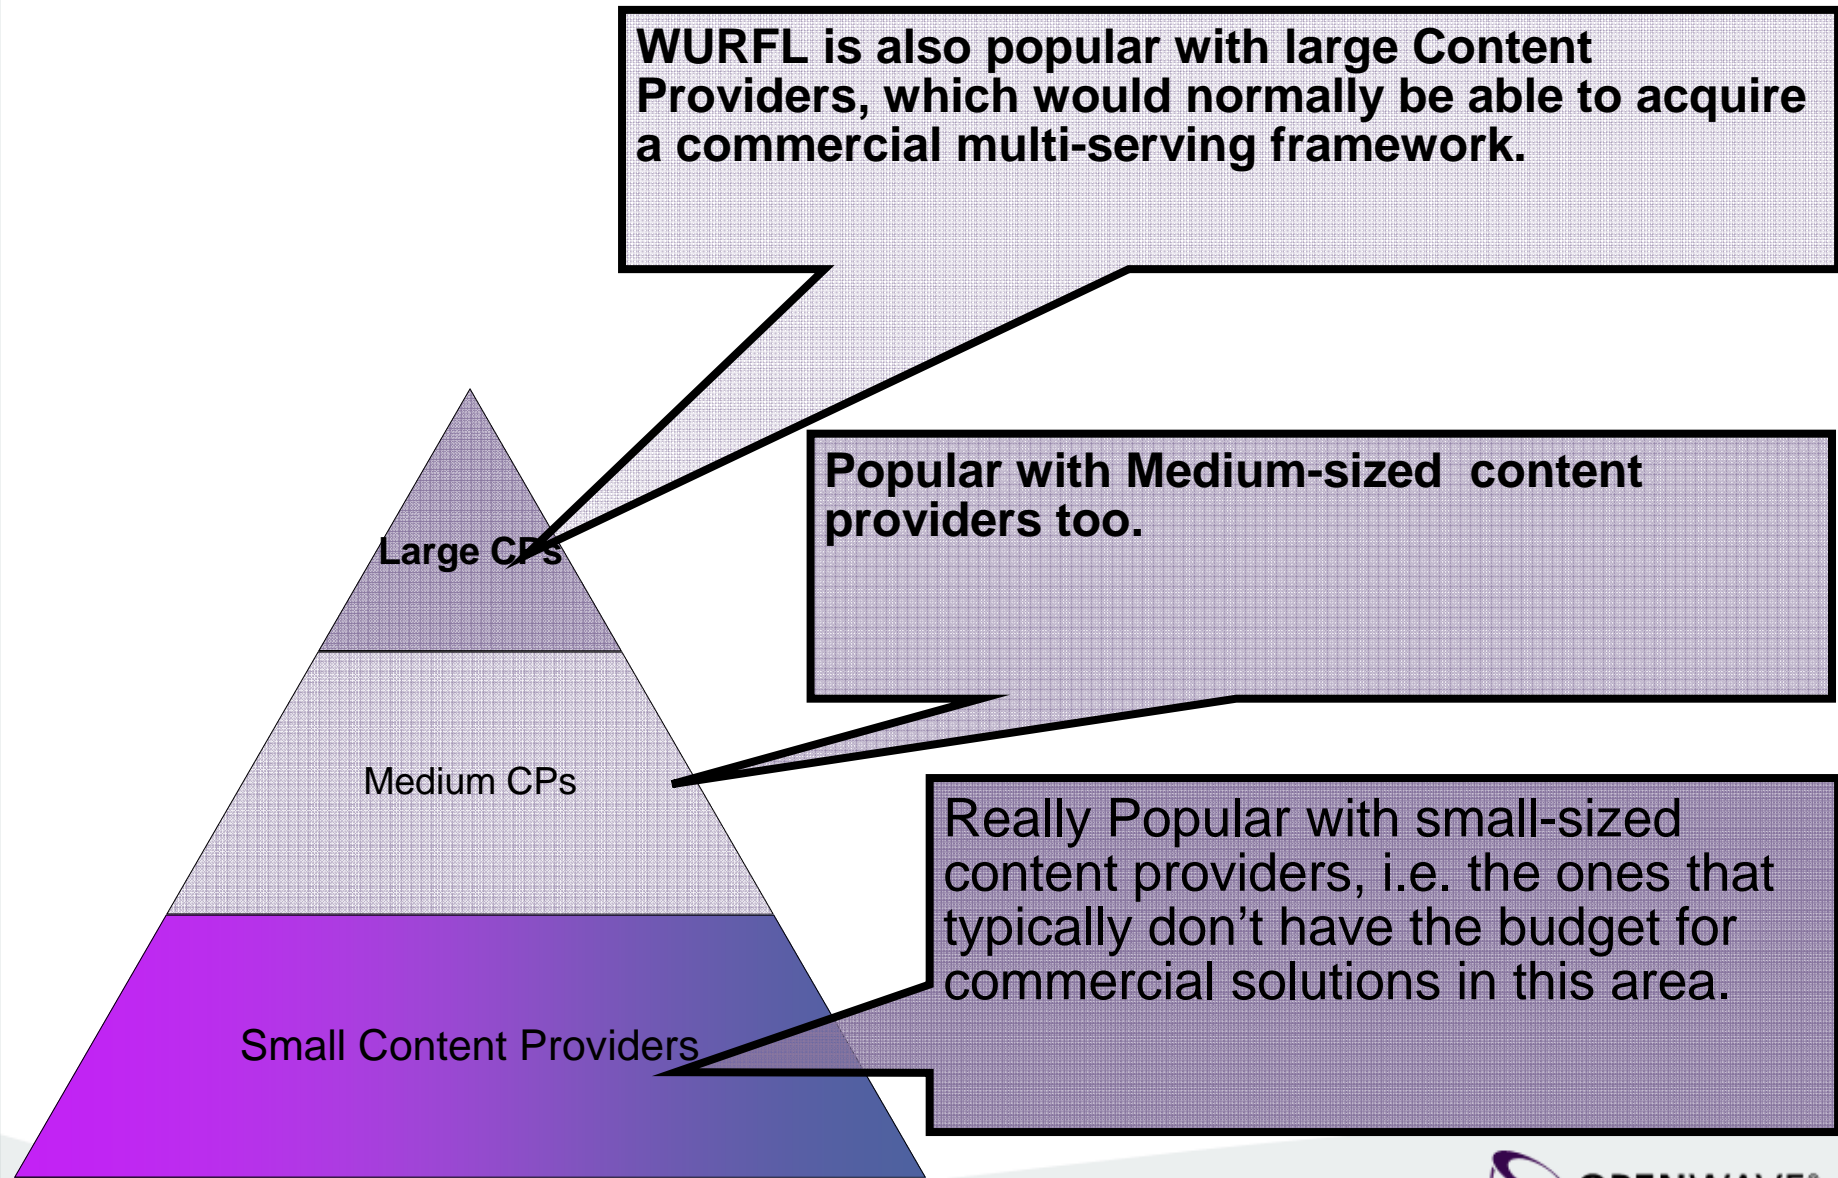 WURFL is also popular with large Content
Providers, which would normally be able to acquire
a commercial multi-serving framework.
Large CPs
Popular with Medium-sized  content
providers too.
Medium CPs
Really Popular with small-sized
content providers, i.e. the ones that
typically don’t have the budget for
commercial solutions in this area.
Small Content Providers
OPENWAVE®